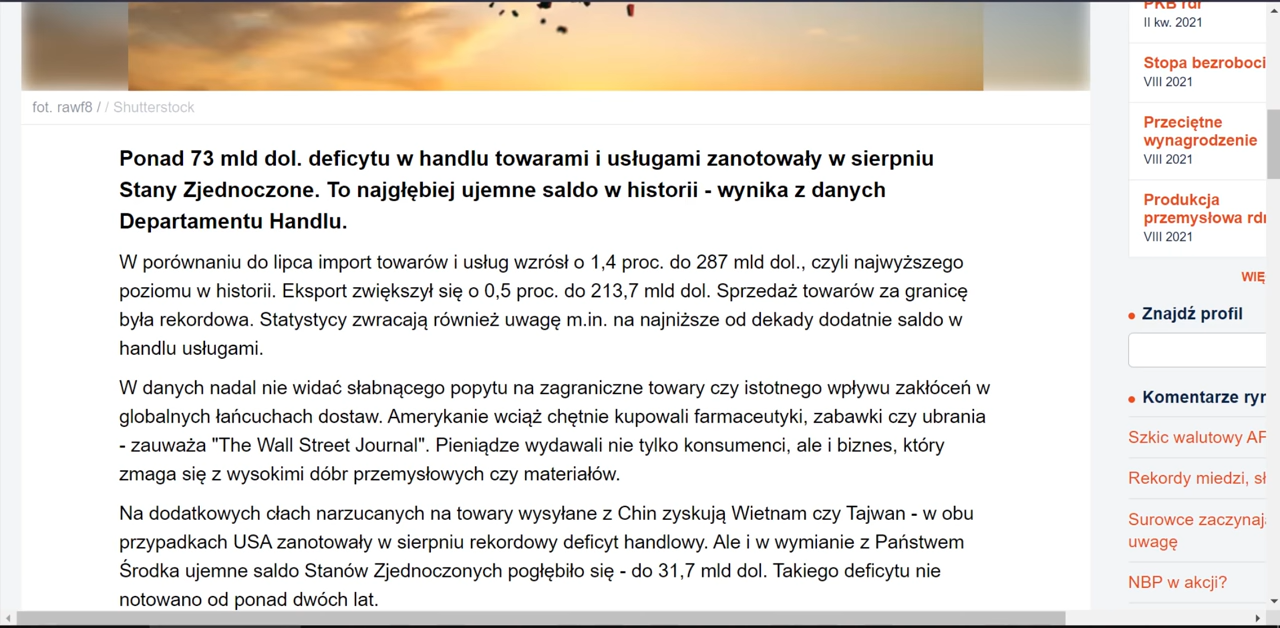 fot. rawf8 / / Shutterstock
Ponad 73 mld dol. deficytu w handlu towarami i usługami zanotowały w sierpniu
Stany Zjednoczone. To najgłębiej ujemne saldo w historii - wynika z danych
Departamentu Handlu.
W porównaniu do lipca import towarów i usług wzrósł o 1,4 proc. do 287 mld dol., czyli najwyższego
poziomu w historii. Eksport zwiększył się o 0,5 proc. do 213,7 mld dol. Sprzedaż towarów za granicę
była rekordowa. Statystycy zwracają również uwagę m.in. na najniższe od dekady dodatnie saldo w
handlu usługami.
W danych nadal nie widać słabnącego popytu na zagraniczne towary czy istotnego wpływu zakłóceń w
globalnych łańcuchach dostaw. Amerykanie wciąż chętnie kupowali farmaceutyki, zabawki czy ubrania
- zauważa "The Wall Street Journal". Pieniądze wydawali nie tylko konsumenci, ale i biznes, który
zmaga się z wysokimi dóbr przemysłowych czy materiałów.
Na dodatkowych cłach narzucanych na towary wysyłane z Chin zyskują Wietnam czy Tajwan - w obu
przypadkach USA zanotowały w sierpniu rekordowy deficyt handlowy. Ale i w wymianie z Państwem
Środka ujemne saldo Stanów Zjednoczonych pogłębiło się - do 31,7 mld dol. Takiego deficytu nie
notowano od ponad dwóch lat.
PKB rdr
II kw. 2021
Stopa bezroboci
VIII 2021
Przeciętne
wynagrodzenie
VIII 2021
Produkcja
przemysłowa rdr
VIII 2021
WIĘ
Znajdź profil
Komentarze ryn
Szkic walutowy AF
Rekordy miedzi, sł
Surowce zaczynają
uwagę
NBP w akcji?